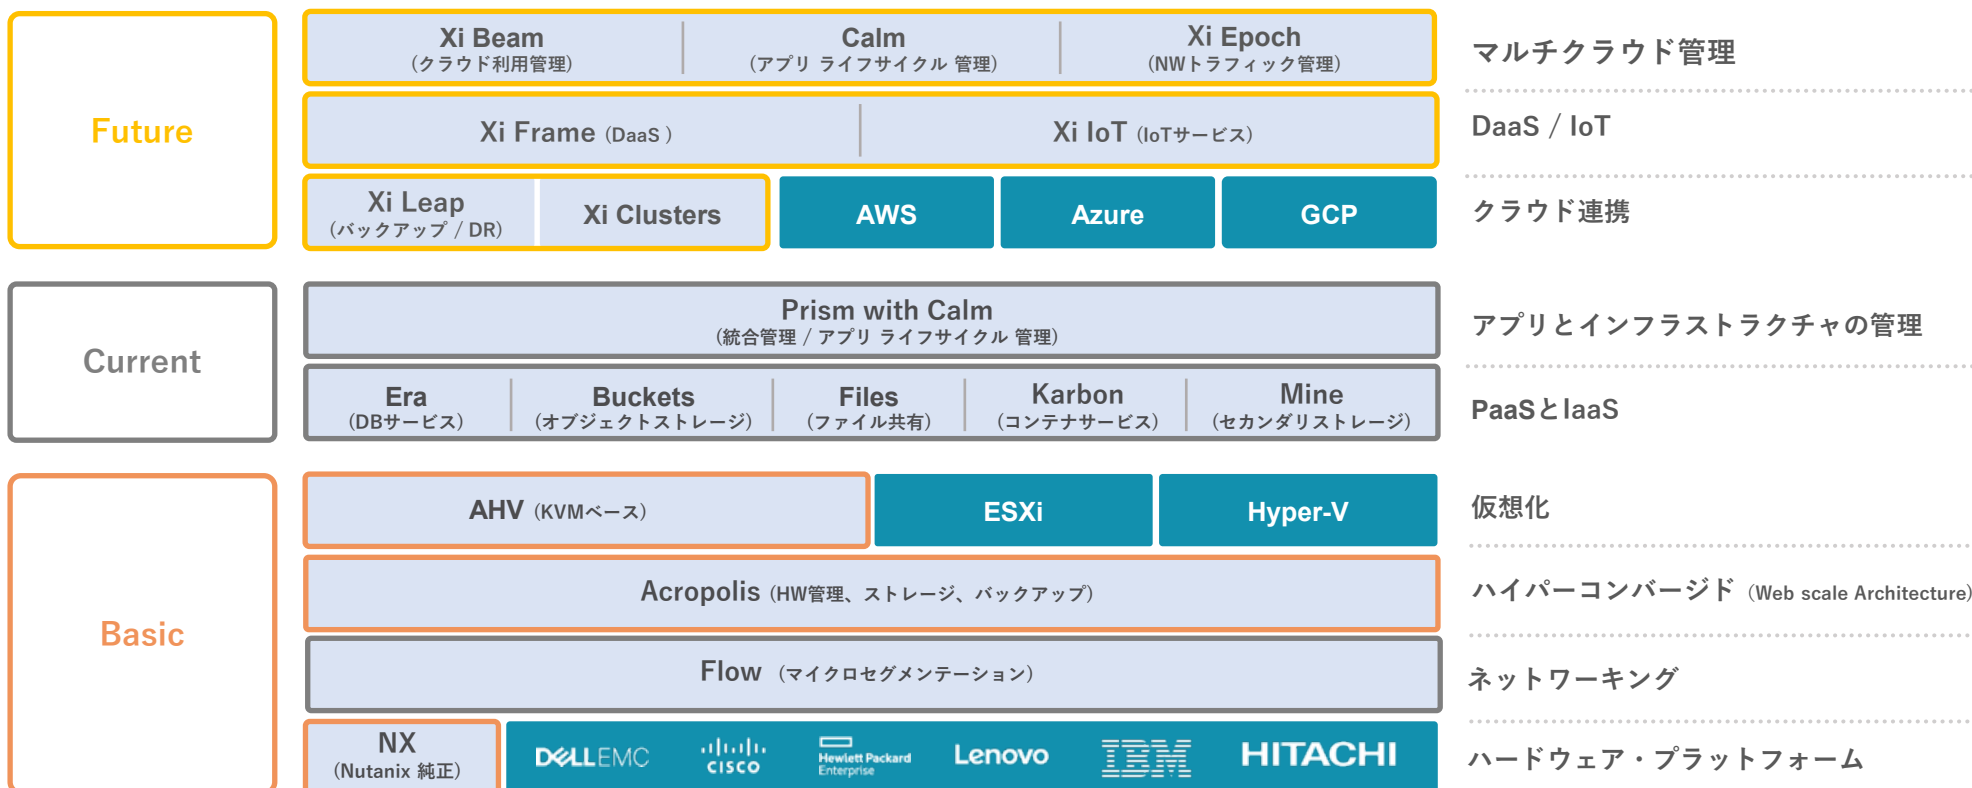 Future
Xi Beam
(クラウド利用管理)
Calm
(アプリ ライフサイクル 管理)
Xi Epoch
(NWトラフィック管理)
マルチクラウド管理
Xi Frame (DaaS )
Xi IoT (IoTサービス)
DaaS / IoT
Xi Leap
(バックアップ / DR)
Xi Clusters
AWS
Azure
GCP
クラウド連携
Current
Prism with Calm
(統合管理 / アプリ ライフサイクル 管理)
アプリとインフラストラクチャの管理
Era
(DBサービス)
Buckets
(オブジェクトストレージ)
Files
(ファイル共有)
Karbon
(コンテナサービス)
Mine
(セカンダリストレージ)
PaaSとIaaS
Basic
AHV (KVMベース)
ESXi
Hyper-V
仮想化
Acropolis (HW管理、ストレージ、バックアップ)
ハイパーコンバージド (Web scale Architecture)
Flow (マイクロセグメンテーション)
ネットワーキング
NX
(Nutanix 純正)
DELLEMC
CISCO
Hewlett Packard
Enterprise
Lenovo
IBM
HITACHI
ハードウェア・プラットフォーム